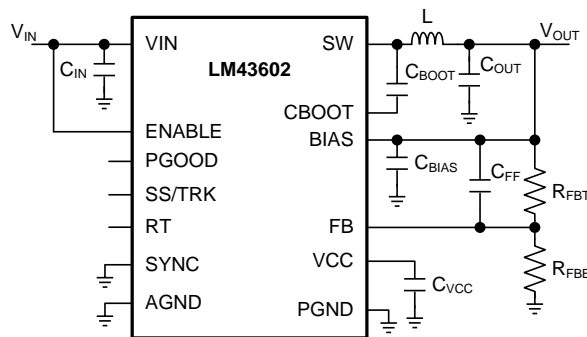 VIN
L
VOUT
VIN
SW
CIN
LM43602
CBOOT
COUT
CBOOT
ENABLE
BIAS
PGOOD
CBIAS
CFF
SS/TRK
RFBT
RT
FB
SYNC
VCC
RFBB
CVCC
AGND
PGND